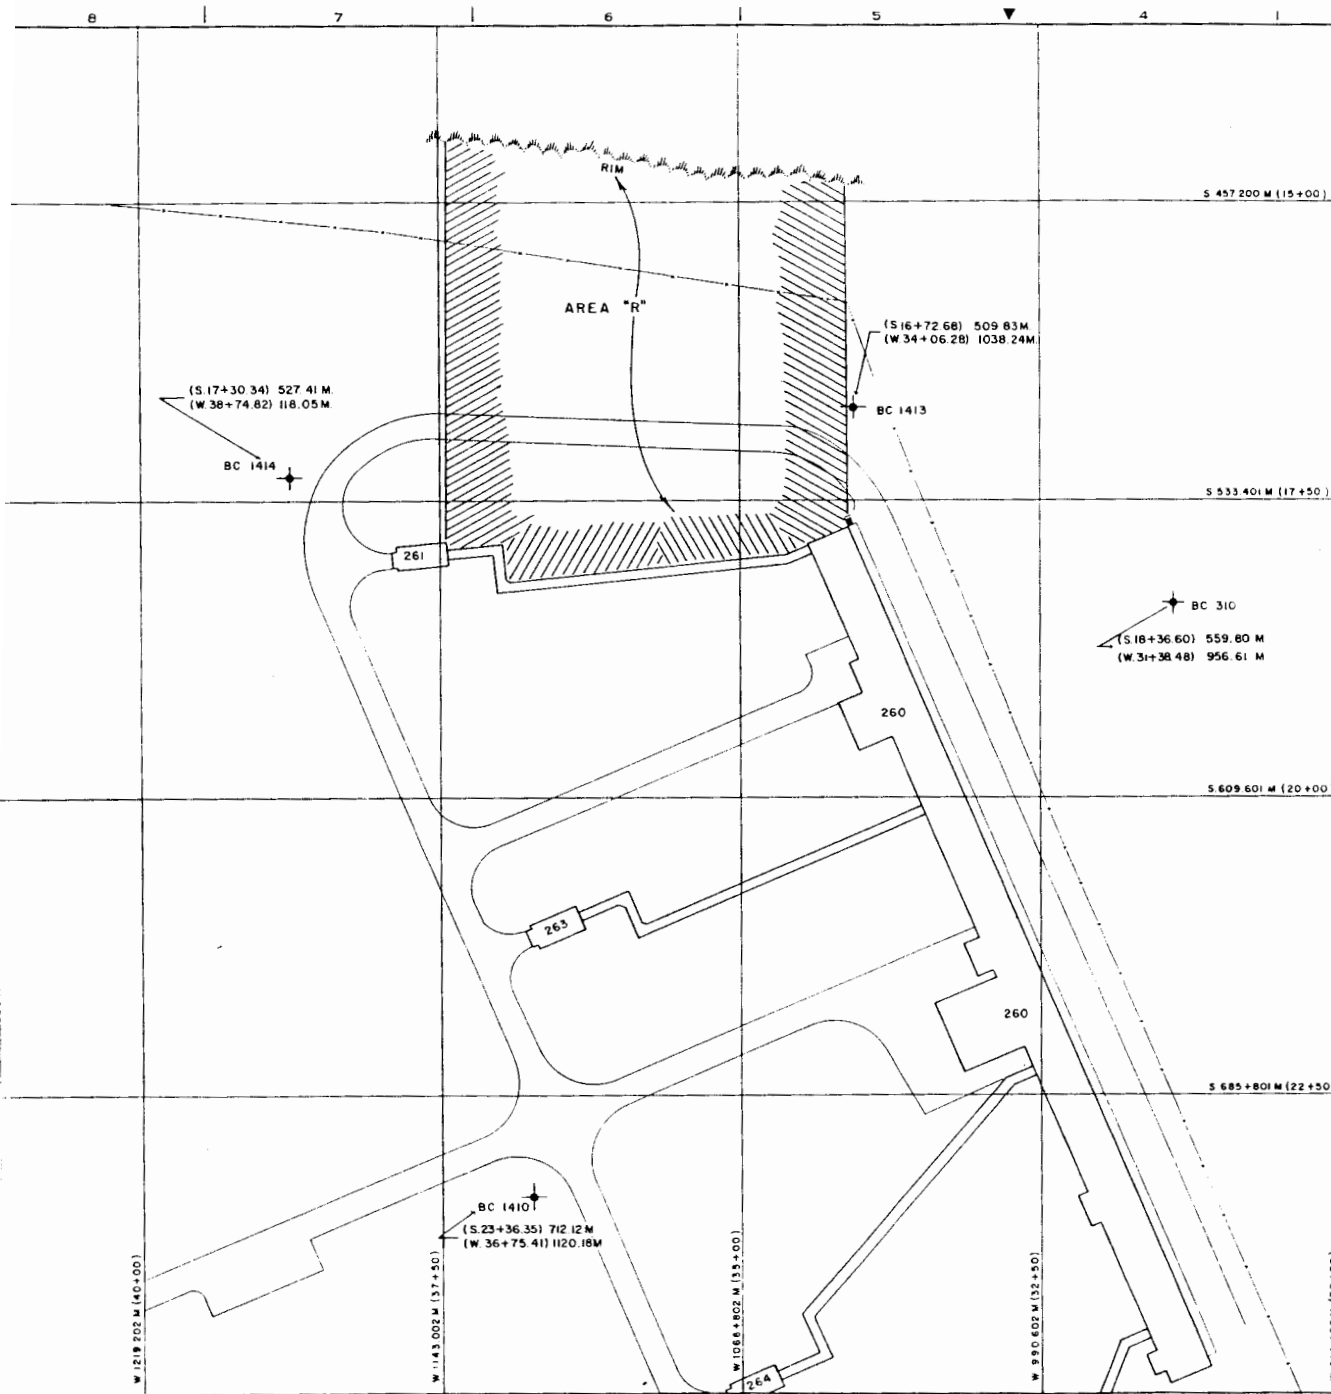 8 7 6 5 4
RIM
S 457.200 M (15+00)
AREA "R"
(S 16+72.68) 509.83M.
(W 34+06.28) 1038.24M.
(S.17+30.34) 527.41 M.
(W.38+74.82) 118.05 M.
BC 1413
BC 1414
S 533.401 M (17+50)
261
BC 310
(S.18+36.60) 559.80 M
(W.31+38.48) 956.61 M
260
S.609.601 M (20+00
263
260
S 685+801 M (22+50
BC 1410
(S.23+36.35) 712.12 M
(W.36+75.41) 1120.18M
W 1219.202 M (40+00)
W 1143.002 M (37+50)
W 1066+802 M (35+00)
W 990.602 M (32+50)
264